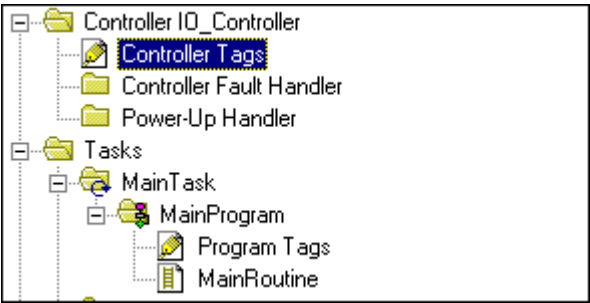 Controller IO_Controller
Controller Tags
Controller Fault Handler
Power-Up Handler
Tasks
MainTask
MainProgram
Program Tags
MainRoutine